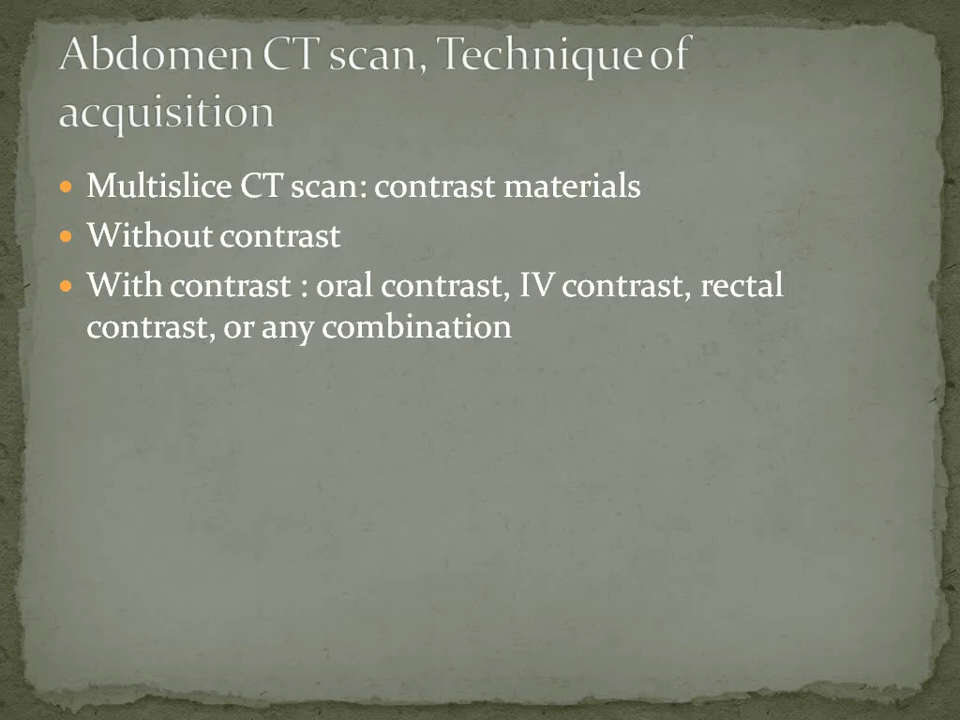 Abdomen CT scan, Technique of
acquisition
• Multislice CT scan: contrast materials
• Without contrast
• With contrast : oral contrast, IV contrast, rectal
contrast, or any combination